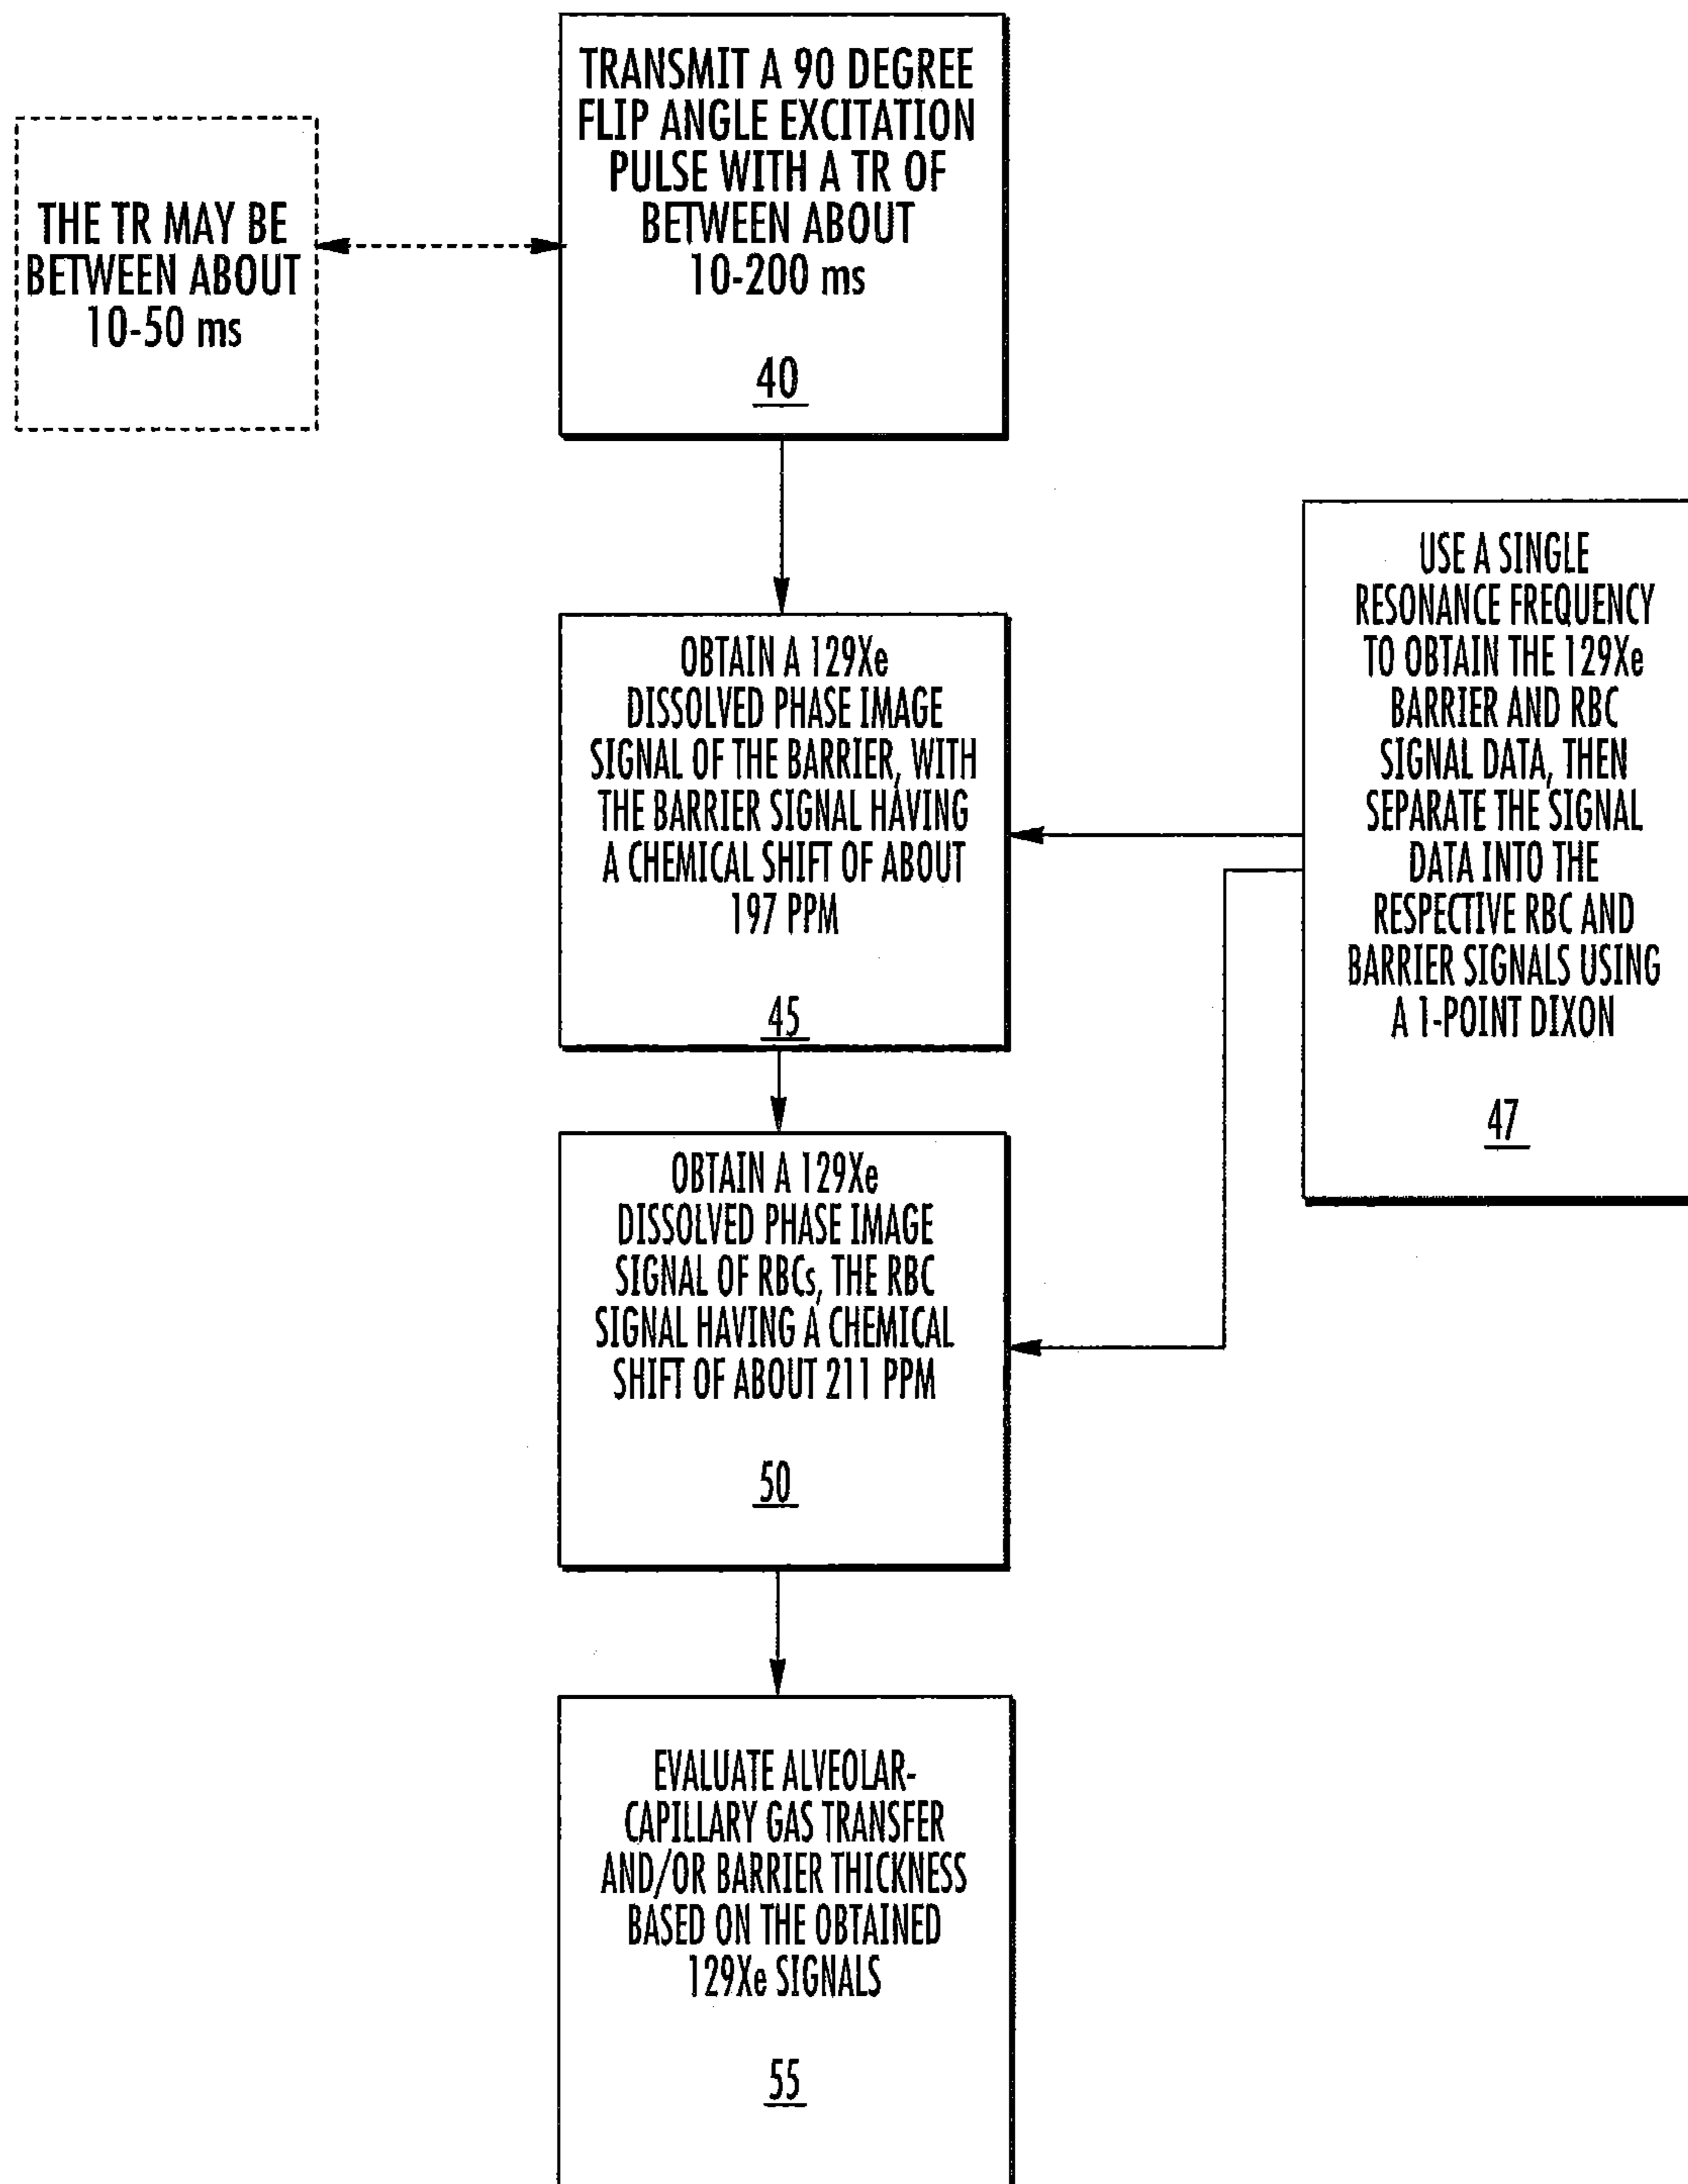 TRANSMIT A 90 DEGREE
FLIP ANGLE EXCITATION
PULSE WITH A TR OF
BETWEEN ABOUT
10-200 ms
40
THE TR MAY BE
BETWEEN ABOUT
10-50 ms
OBTAIN A 129Xe
DISSOLVED PHASE IMAGE
SIGNAL OF THE BARRIER, WITH
THE BARRIER SIGNAL HAVING
A CHEMICAL SHIFT OF ABOUT
197 PPM
45
USE A SINGLE
RESONANCE FREQUENCY
TO OBTAIN THE 129Xe
BARRIER AND RBC
SIGNAL DATA, THEN
SEPARATE THE SIGNAL
DATA INTO THE
RESPECTIVE RBC AND
BARRIER SIGNALS USING
A 1-POINT DIXON
47
OBTAIN A 129Xe
DISSOLVED PHASE IMAGE
SIGNAL OF RBCs, THE RBC
SIGNAL HAVING A CHEMICAL
SHIFT OF ABOUT 211 PPM
50
EVALUATE ALVEOLAR-
CAPILLARY GAS TRANSFER
AND/OR BARRIER THICKNESS
BASED ON THE OBTAINED
129Xe SIGNALS
55